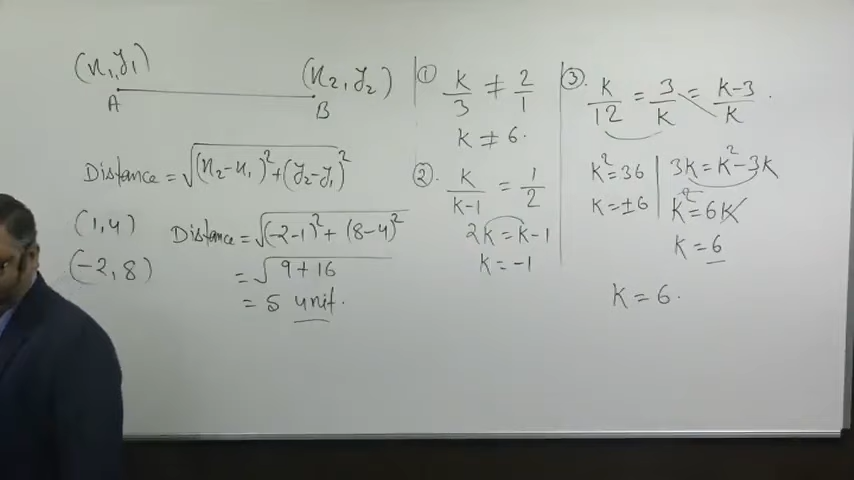 (x₁, y₁)
(x₂, y₂)
A
B
Distance = √(x₂-x₁)² + (y₂-y₁)²
(1, 4)
(-2, 8)
Distance = √(-2-1)² + (8-4)²
= √9+16
= 5 unit.
① k/3 ≠ 2/1
k ≠ 6.
②. k/k-1 = 1/2
2k = k-1
k = -1
③. k/12 = 3/k = k-3/k.
k² = 36
k = ±6
3k = k² - 3k
k² = 6k
k = 6
k = 6.